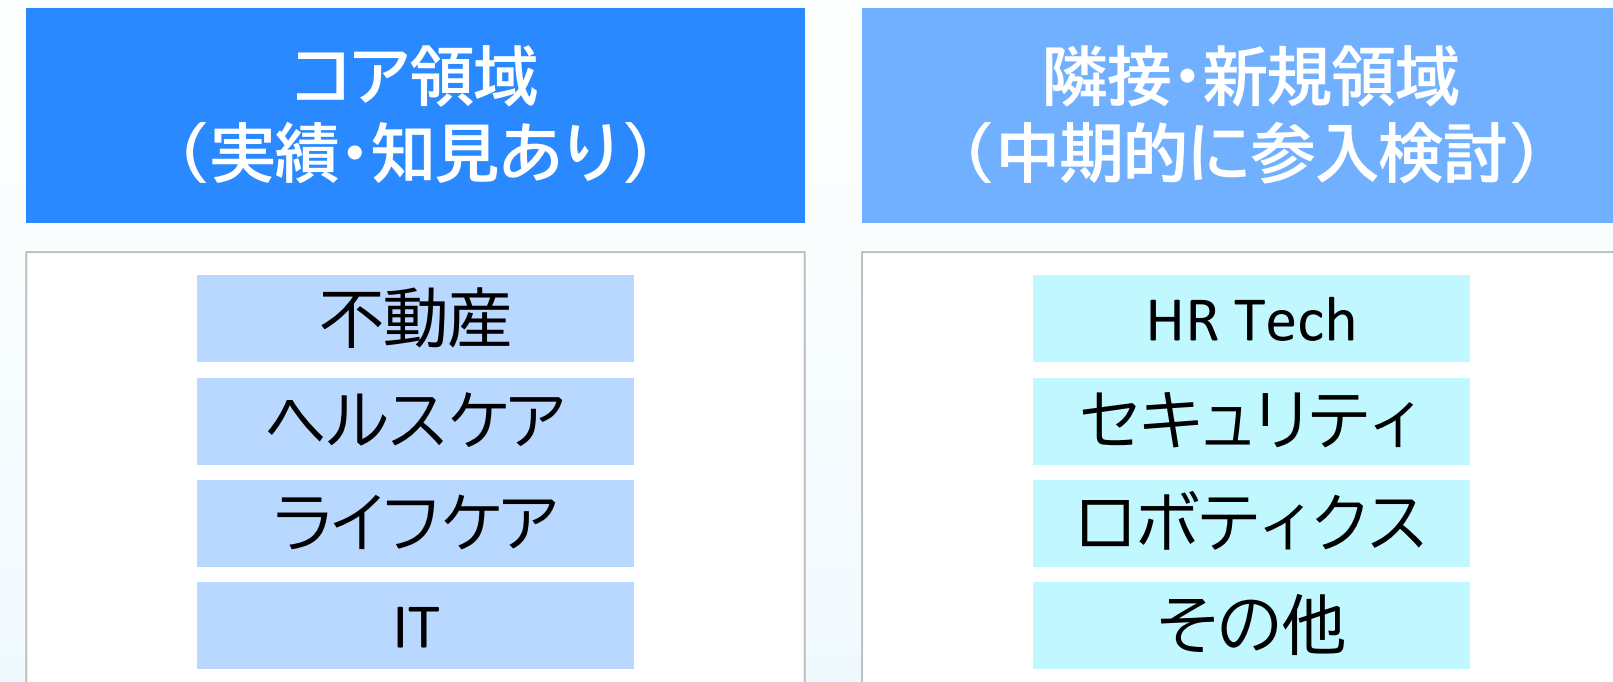 コア領域
（実績・知見あり）
不動産
ヘルスケア
ライフケア
IT
隣接・新規領域
（中期的に参入検討）
HR Tech
セキュリティ
ロボティクス
その他